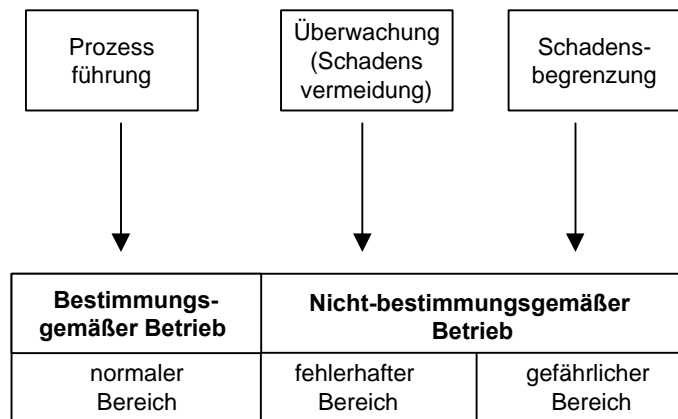 Prozess
führung
Überwachung
(Schadens
vermeidung)
Schadens-
begrenzung
Bestimmungs-
gemäßer Betrieb
Nicht-bestimmungsgemäßer
Betrieb
normaler
Bereich
fehlerhafter
Bereich
gefährlicher
Bereich